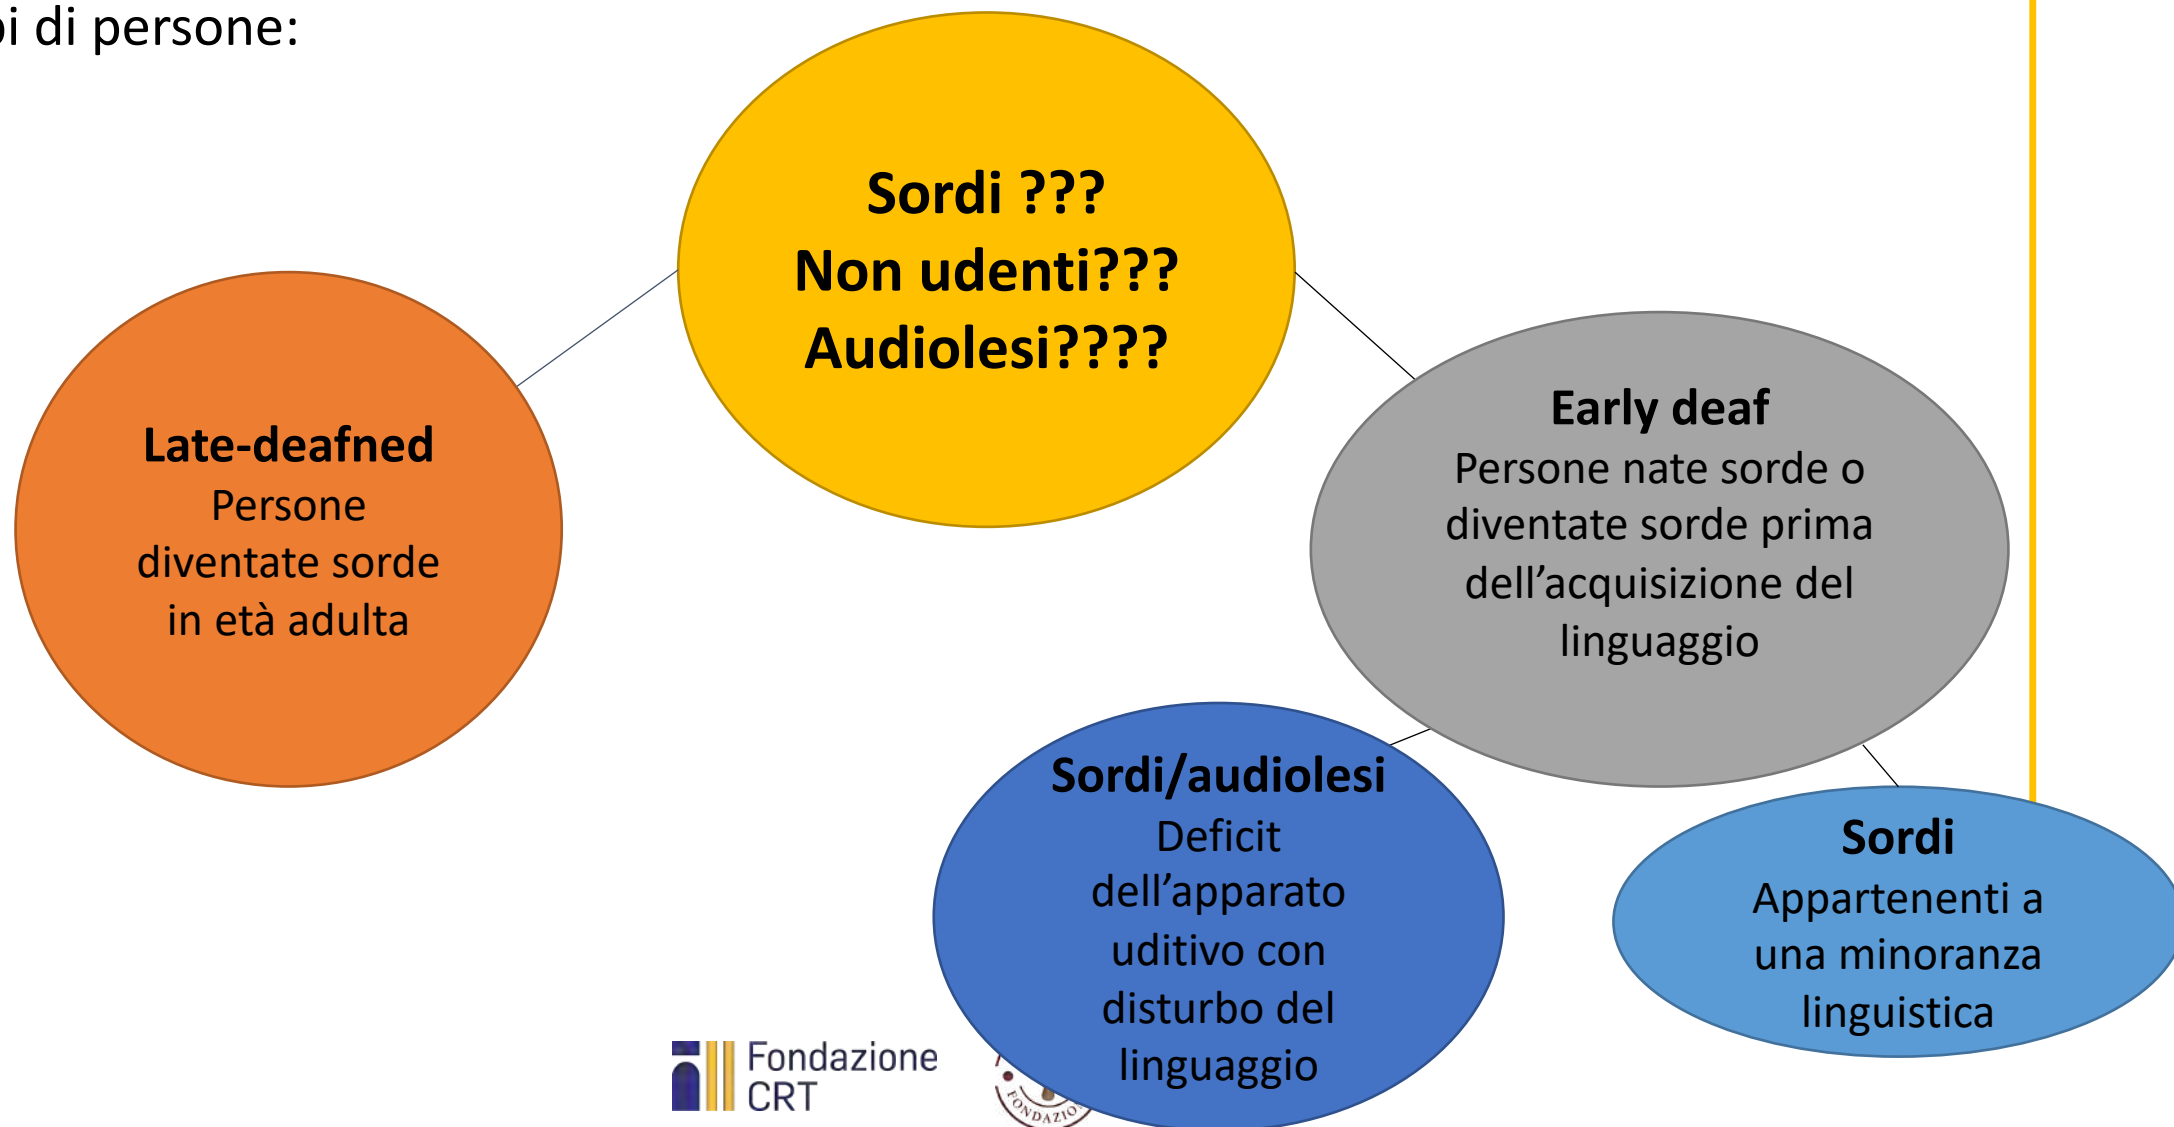 di persone:
Sordi ???
Non udenti???
Audiolesi????
Late-deafned
Persone
diventate sorde
in età adulta
Early deaf
Persone nate sorde o
diventate sorde prima
dell’acquisizione del
linguaggio
Sordi/audiolesi
Deficit
dell’apparato
uditivo con
disturbo del
linguaggio
Sordi
Appartenenti a
una minoranza
linguistica
Fondazione
CRT